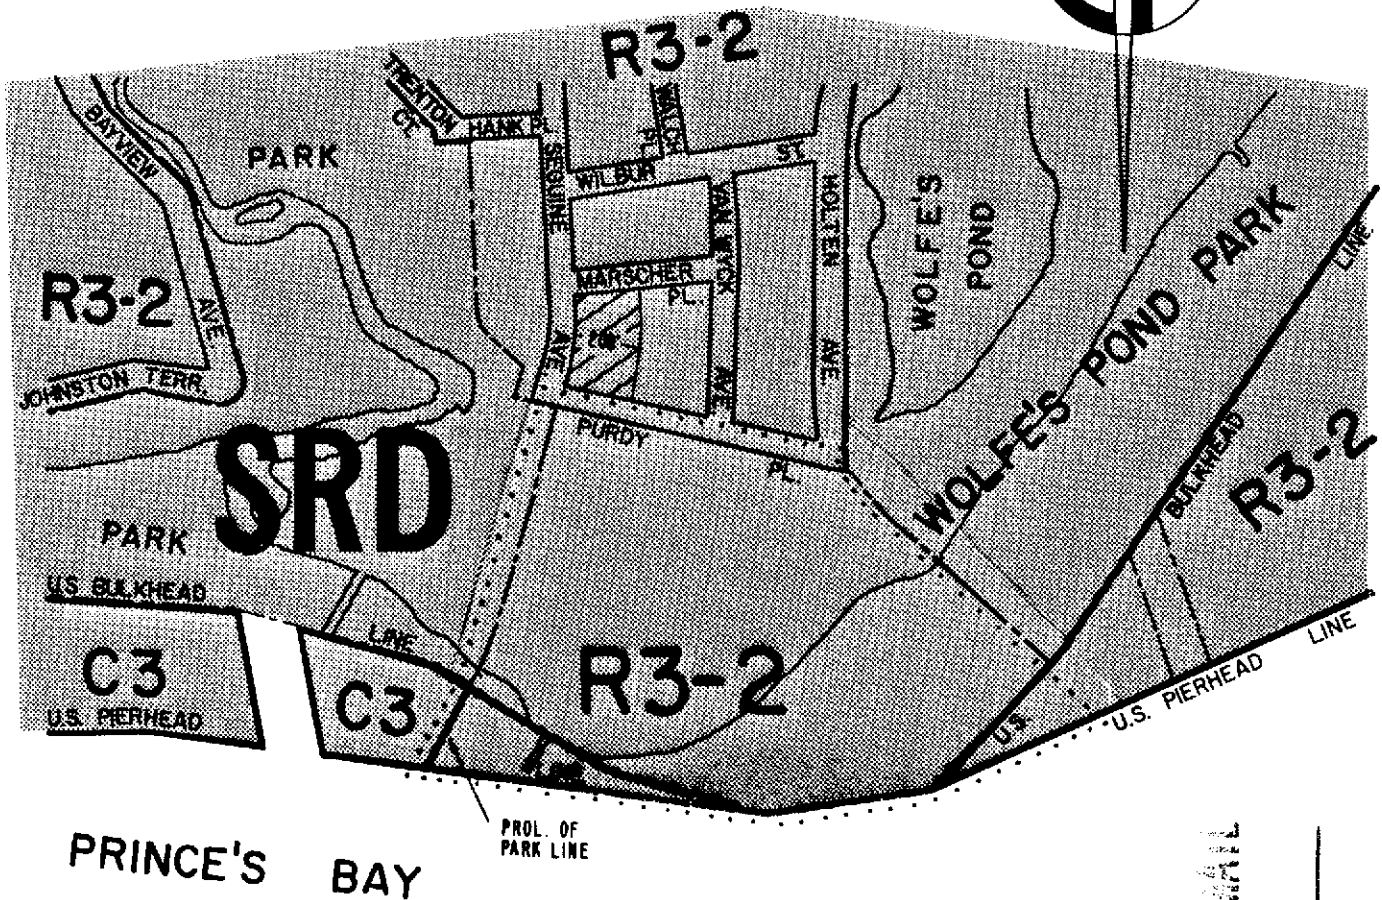 R3-2
TRENTON
CT.
HANK PL.
WALCH
PL.
BAYVIEW
AVE.
PARK
SEGUINE
AVE
WILBUR
ST.
VAN WYCK
AVE
HOLTEN
AVE
WOLFE'S
POND
MARSCHER
PL.
R3-2
JOHNSTON TERR.
PURDY
PL.
WOLFE'S POND PARK
U.S. BULKHEAD LINE
R3-2
SRD
PARK
U.S. BULKHEAD
LINE
C3
U.S. PIERHEAD
C3
R3-2
U.S. PIERHEAD LINE
PROL. OF
PARK LINE
PRINCE'S BAY